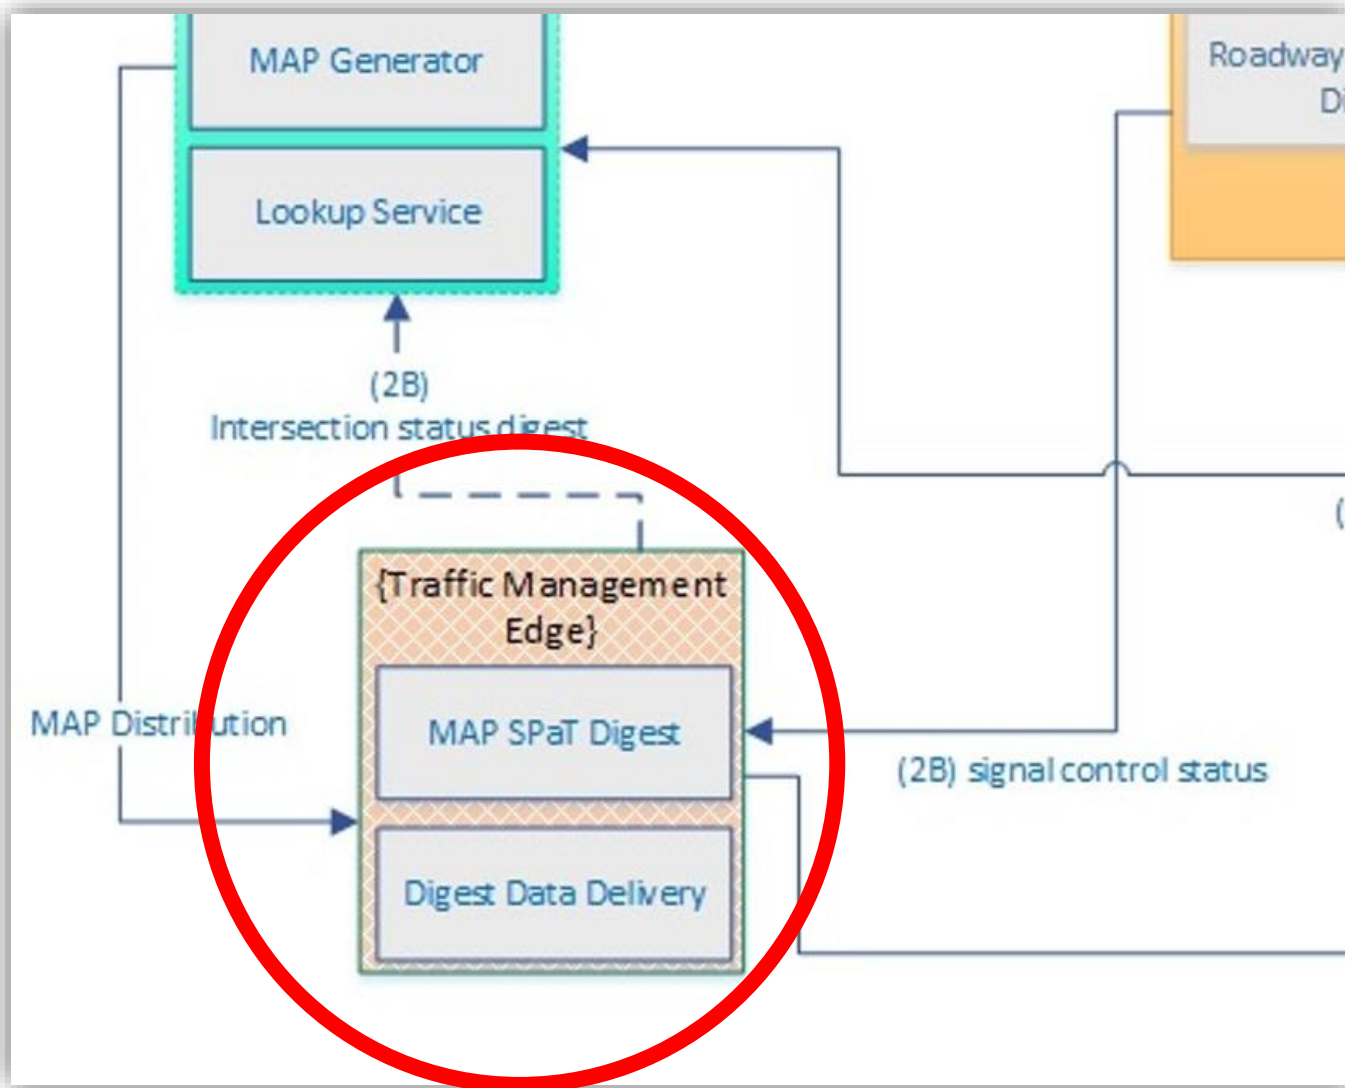 MAP Generator
Lookup Service
Roadway
(2B)
Intersection status digest
{Traffic Management
Edge}
MAP SPaT Digest
Digest Data Delivery
MAP Distribution
(2B) signal control status